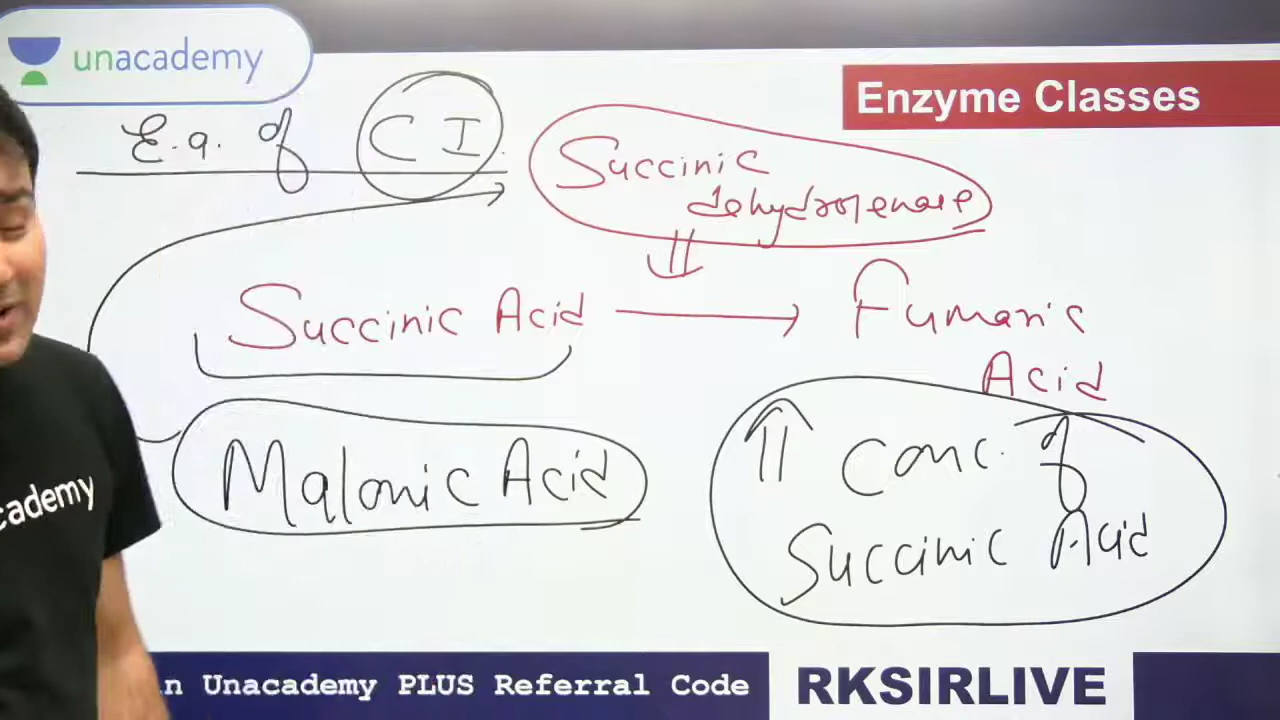 unacademy
Enzyme Classes
E.g. of CI
Succinic
dehydrogenase
Succinic Acid → Fumaric
Acid
Malonic Acid
⇑ Conc. of
Succinic Acid
cademy
n Unacademy PLUS Referral Code
RKSIRLIVE